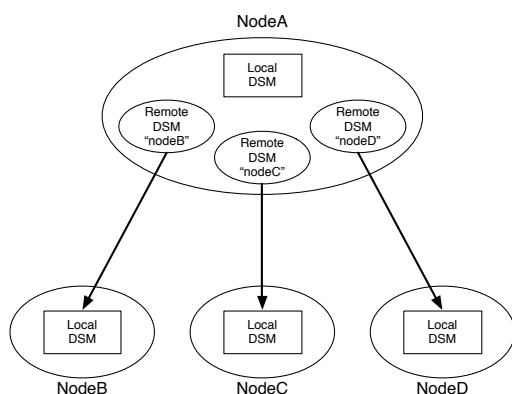 NodeA
Local
DSM
Remote
DSM
“nodeB”
Remote
DSM
“nodeC”
Remote
DSM
“nodeD”
Local
DSM
Local
DSM
Local
DSM
NodeB
NodeC
NodeD